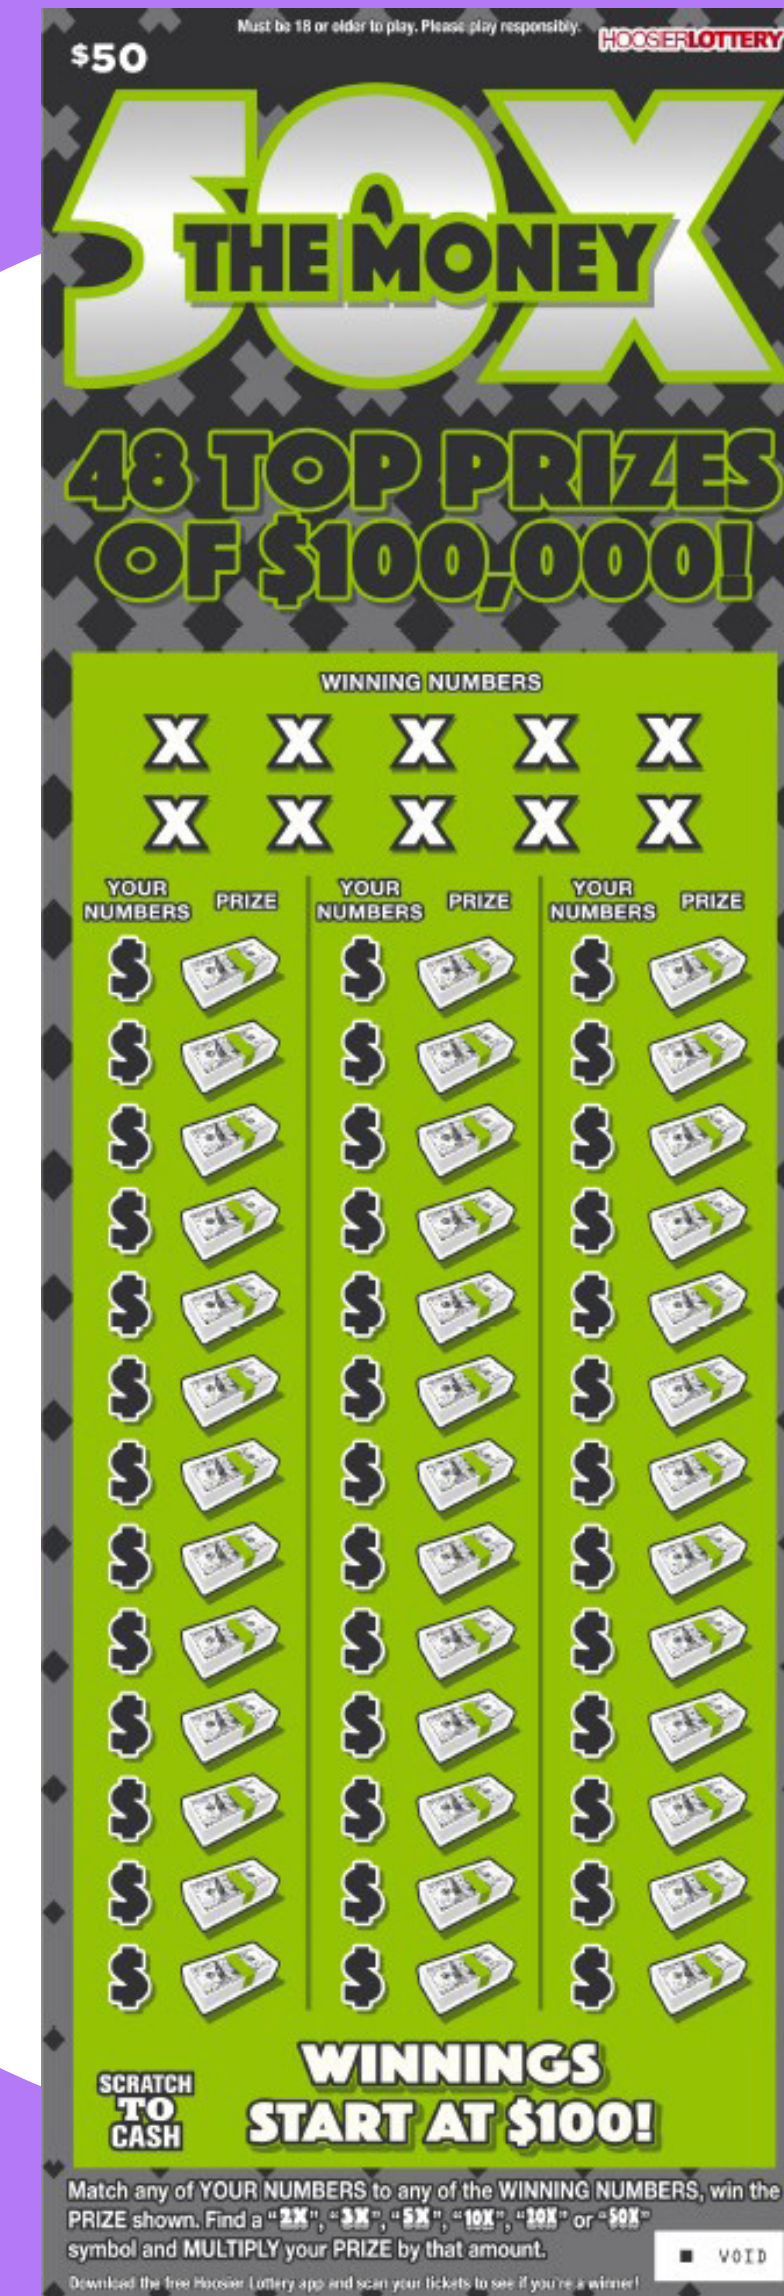 Must be 18 or older to play. Please play responsibly.
HOOSIERLOTTERY
$50
50X
THE MONEY
48 TOP PRIZES
OF $100,000!
WINNING NUMBERS
X X X X X
X X X X X
YOUR NUMBERS PRIZE YOUR NUMBERS PRIZE YOUR NUMBERS PRIZE
$ $ $
$ $ $
$ $ $
$ $ $
$ $ $
$ $ $
$ $ $
$ $ $
$ $ $
$ $ $
$ $ $
$ $ $
$ $ $
SCRATCH
TO
CASH
WINNINGS
START AT $100!
Match any of YOUR NUMBERS to any of the WINNING NUMBERS, win the
PRIZE shown. Find a "2X", "3X", "5X", "10X", "20X" or "50X"
symbol and MULTIPLY your PRIZE by that amount.
VOID
Download the free Hoosier Lottery app and scan your tickets to see if you're a winner!